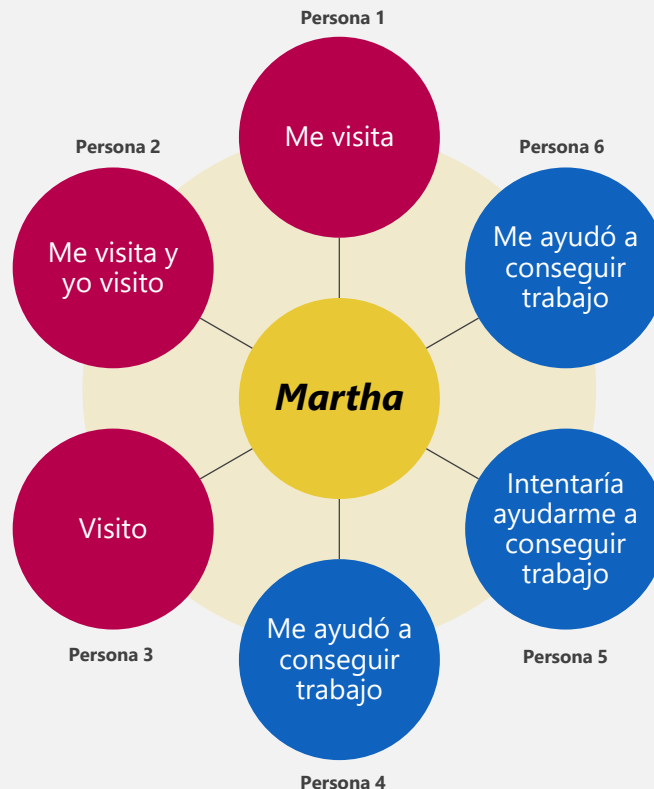 Persona 1
Me visita
Persona 2
Me visita y
yo visito
Persona 6
Me ayudó a
conseguir
trabajo
Martha
Visito
Persona 3
Intentaría
ayudarme a
conseguir
trabajo
Persona 5
Me ayudó a
conseguir
trabajo
Persona 4